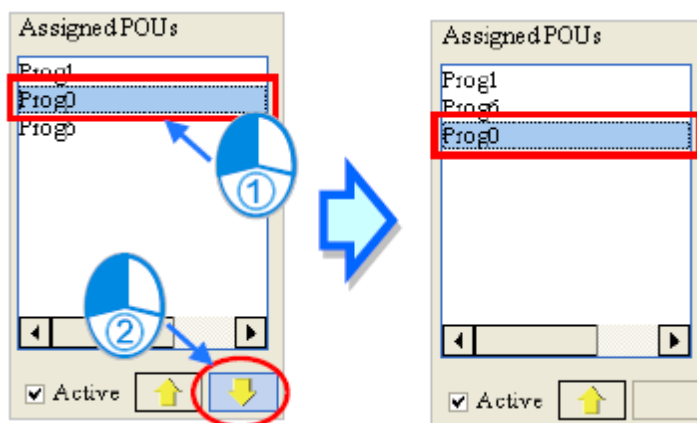 Assigned POUs
Prog1
Prog0
Prog6
①
②
Active
Assigned POUs
Prog1
Prog6
Prog0
Active